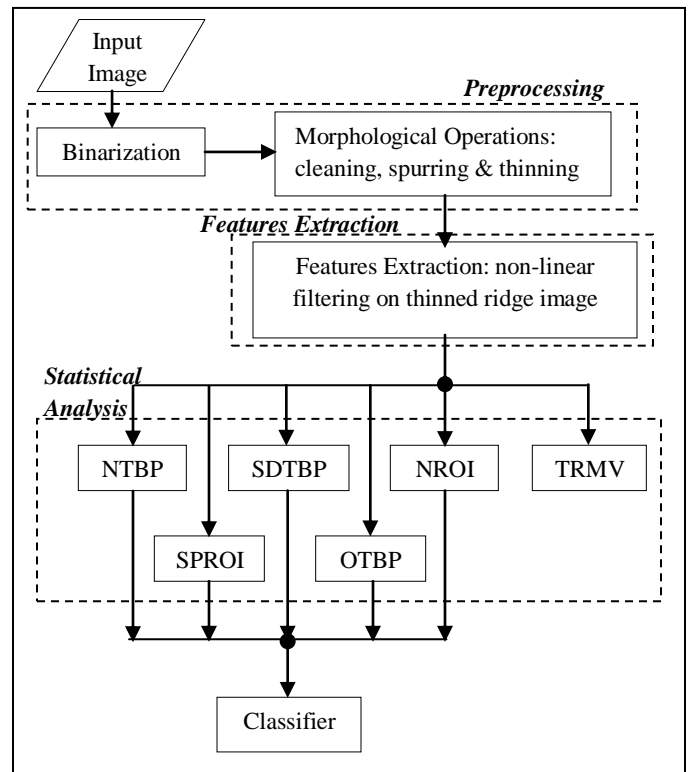 Input
Image
Preprocessing
Binarization
Morphological Operations:
cleaning, spurring & thinning
Features Extraction
Features Extraction: non-linear
filtering on thinned ridge image
Statistical
Analysis
NTBP
SDTBP
NROI
TRMV
SPROI
OTBP
Classifier